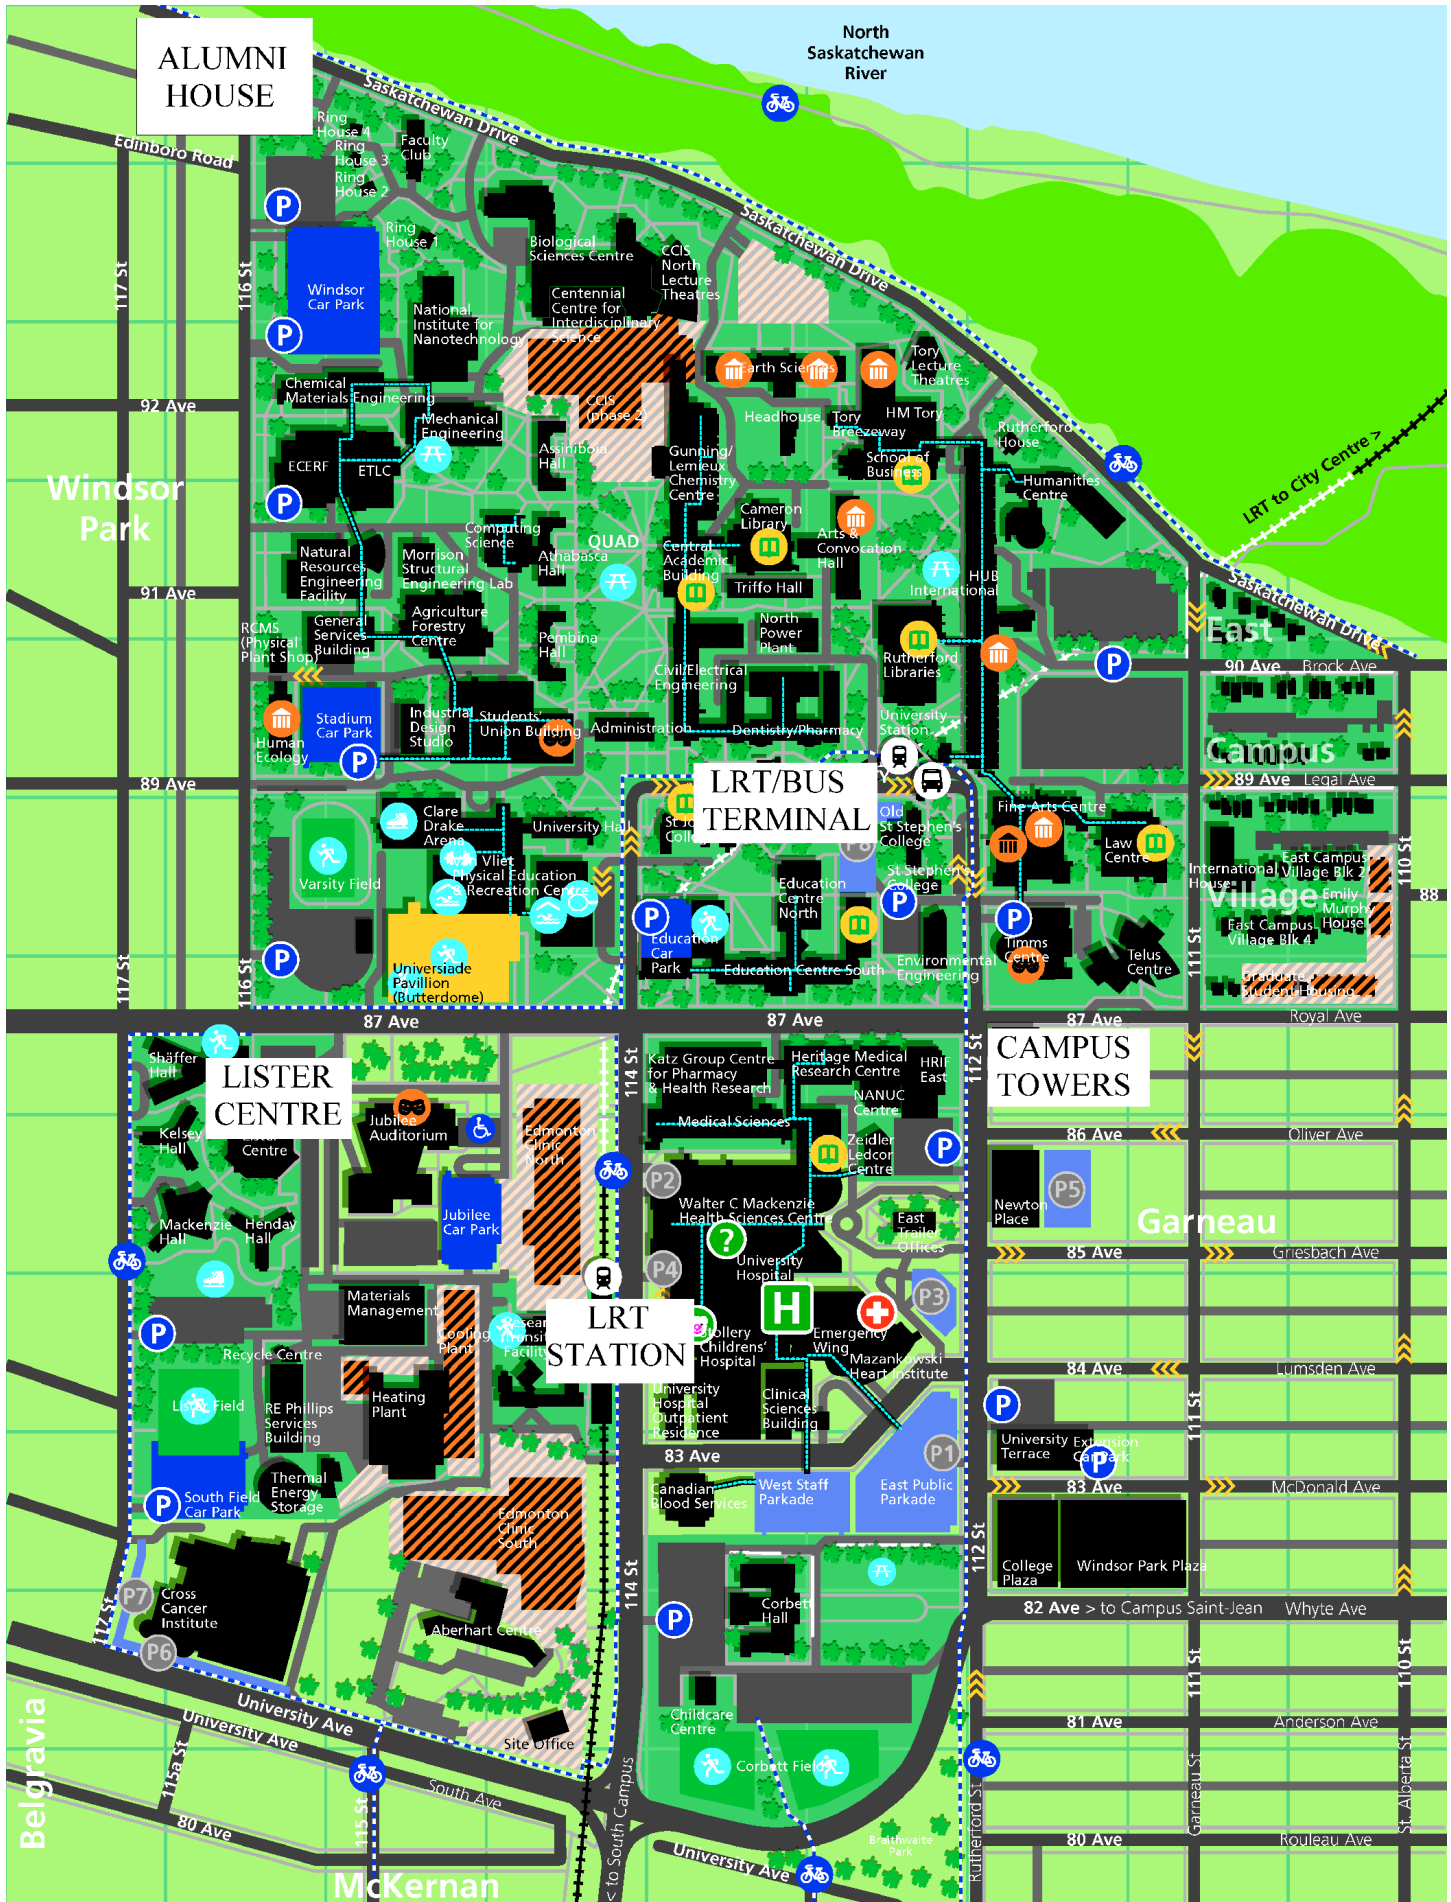 ALUMNI
HOUSE
North
Saskatchewan
River
Saskatchewan Drive
Edinboro Road
Ring
House 4
Ring
House 3
Ring
House 2
Faculty
Club
P
Ring
House 1
Biological
Sciences Centre
CCIS
North
Lecture
Theatres
Saskatchewan Drive
117 St
116 St
Windsor
Car Park
Centennial
Centre for
Interdisciplinary
Science
National
Institute for
Nanotechnology
P
Earth Sciences
Tory
Lecture
Theatres
Chemical
Materials Engineering
92 Ave
CCIS
(phase 2)
Headhouse
Tory
Breezeway
HM Tory
Mechanical
Engineering
Rutherford
House
Assiniboia
Hall
Gunning/
Lemieux
Chemistry
Centre
School of
Business
ECERF
ETLC
Humanities
Centre
LRT to City Centre >
Windsor
Park
P
Cameron
Library
Computing
Science
QUAD
Arts &
Convocation
Hall
Natural
Resources
Engineering
Facility
Morrison
Structural
Engineering Lab
Athabasca
Hall
Central
Academic
Building
Triffo Hall
HUB
International
91 Ave
Saskatchewan Drive
Agriculture
Forestry
Centre
General
Services
Building
RCMS
(Physical
Plant Shop)
Pembina
Hall
North
Power
Plant
East
Civil/Electrical
Engineering
Rutherford
Libraries
P
90 Ave
Brock Ave
Stadium
Car Park
Industrial
Design
Studio
Students'
Union Building
Administration
Dentistry/Pharmacy
University
Station
Human
Ecology
P
Campus
89 Ave
LRT/BUS
TERMINAL
89 Ave
Legal Ave
Clare
Drake
Arena
University Hall
Old
St Stephen's
College
P8
Fine Arts Centre
Law
Centre
110 St
Varsity Field
Van Vliet
Physical Education
& Recreation Centre
Education
Centre
North
St Stephen's
College
International
House
East Campus
Village Blk 2
Village
Emily
Murphy
House
88
P
P
P
East Campus
Village Blk 4
Education
Car
Park
Education Centre South
Environmental
Engineering
Timms
Centre
Telus
Centre
111 St
P
117 St
116 St
Universiade
Pavillion
(Butterdome)
Graduate
Student Housing
87 Ave
87 Ave
87 Ave
Royal Ave
Shäffer
Hall
LISTER
CENTRE
114 St
Katz Group Centre
for Pharmacy
& Health Research
Heritage Medical
Research Centre
HRIF
East
112 St
CAMPUS
TOWERS
NANUC
Centre
Jubilee
Auditorium
Edmonton
Clinic
North
Medical Sciences
Kelsey
Hall
Centre
Zeidler
Ledcor
Centre
P
86 Ave
Oliver Ave
P2
P5
Mackenzie
Hall
Henday
Hall
Jubilee
Car Park
Walter C Mackenzie
Health Sciences Centre
?
East
Trailer
Offices
Newton
Place
Garneau
85 Ave
Griesbach Ave
University
Hospital
P4
P3
Materials
Management
H
P
LRT
STATION
Cooling
Plant
Facility
Stollery
Childrens'
Hospital
Emergency
Wing
Mazankowski
Heart Institute
Recycle Centre
84 Ave
Lumsden Ave
Lister Field
RE Phillips
Services
Building
Heating
Plant
University
Hospital
Outpatient
Residence
Clinical
Sciences
Building
P
111 St
83 Ave
P1
University
Terrace
Extension
Car Park
P
P
South Field
Car Park
Thermal
Energy
Storage
Canadian
Blood Services
West Staff
Parkade
East Public
Parkade
83 Ave
McDonald Ave
Edmonton
Clinic
South
112 St
114 St
College
Plaza
Windsor Park Plaza
P7
Cross
Cancer
Institute
117 St
P
Corbett
Hall
82 Ave > to Campus Saint-Jean
Whyte Ave
Aberhart Centre
P6
111 St
110 St
University Ave
University Ave
Childcare
Centre
81 Ave
Anderson Ave
Site Office
Belgravia
115a St
Corbett Field
South Ave
80 Ave
115 St
< to South Campus
Rutherford St
Garneau St
St. Alberta St
Braithwaite
Park
80 Ave
Rouleau Ave
University Ave
McKernan